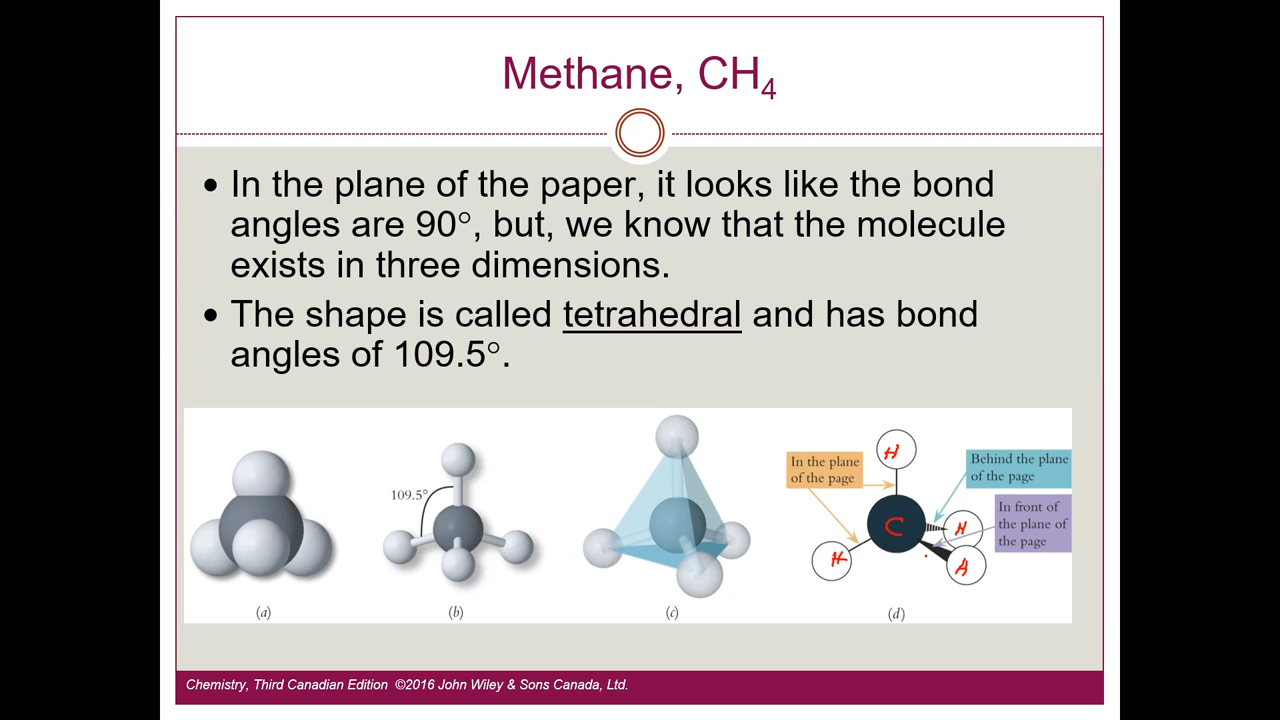 Methane, CH₄
• In the plane of the paper, it looks like the bond
angles are 90°, but, we know that the molecule
exists in three dimensions.
• The shape is called tetrahedral and has bond
angles of 109.5°.
109.5°
In the plane
of the page
Behind the plane
of the page
In front of
the plane of
the page
H
C
H
H
H
(a)
(b)
(c)
(d)
Chemistry, Third Canadian Edition ©2016 John Wiley & Sons Canada, Ltd.